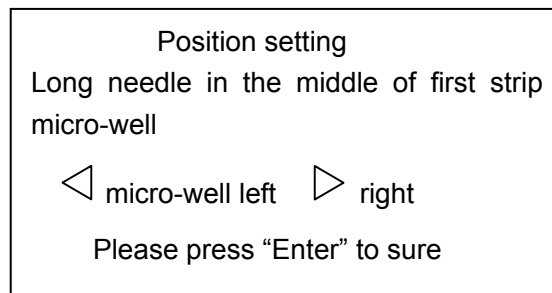 Position setting
Long needle in the middle of first strip
micro-well
micro-well left right
Please press “Enter” to sure